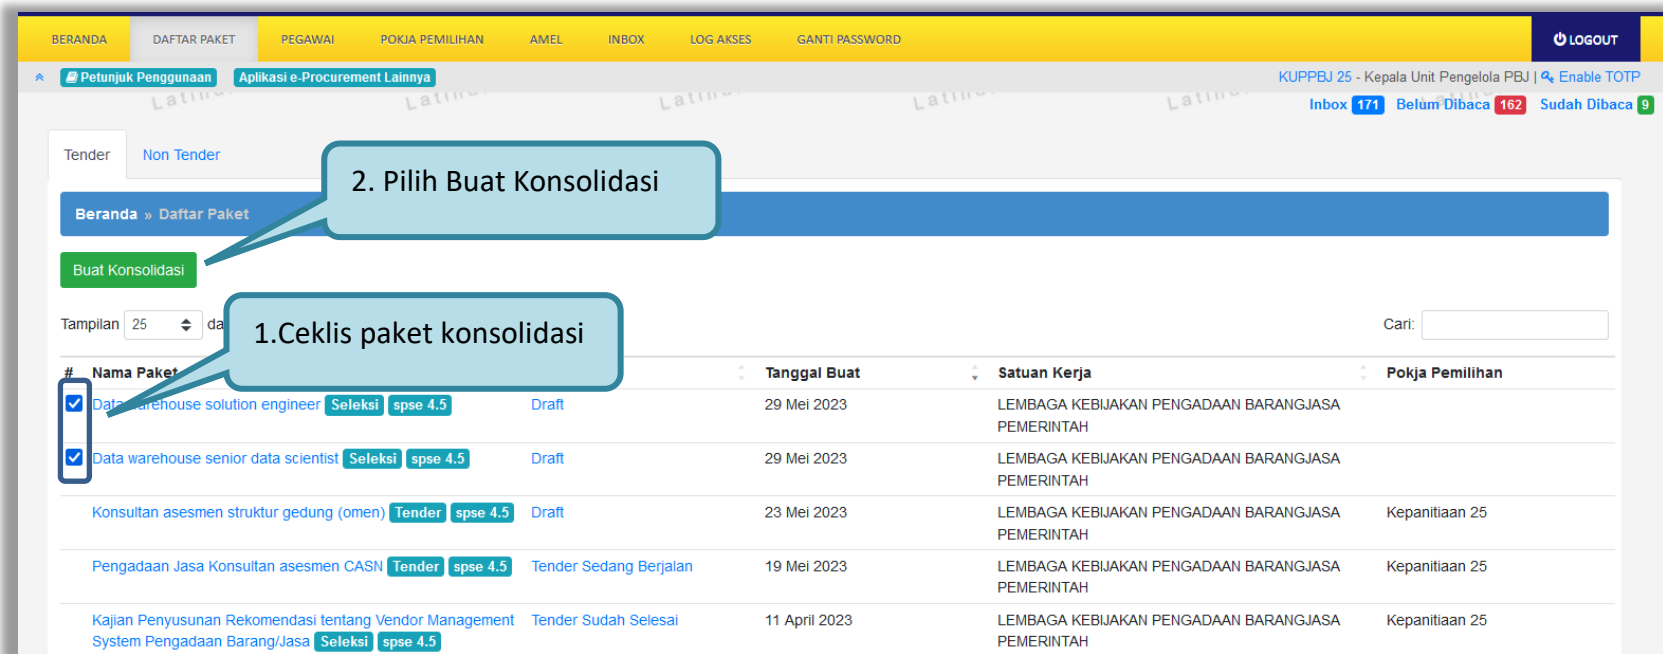 BERANDA DAFTAR PAKET PEGAWAI POKJA PEMILIHAN AMEL INBOX LOG AKSES GANTI PASSWORD LOGOUT
Petunjuk Penggunaan Aplikasi e-Procurement Lainnya KUPPBJ 25 - Kepala Unit Pengelola PBJ | Enable TOTP
Inbox 171 Belum Dibaca 162 Sudah Dibaca 9
Tender Non Tender
2. Pilih Buat Konsolidasi
Beranda » Daftar Paket
Buat Konsolidasi
Tampilan 25 Cari:
1.Ceklis paket konsolidasi
# Nama Paket Tanggal Buat Satuan Kerja Pokja Pemilihan
Data warehouse solution engineer Seleksi spse 4.5 Draft 29 Mei 2023 LEMBAGA KEBIJAKAN PENGADAAN BARANGJASA
PEMERINTAH
Data warehouse senior data scientist Seleksi spse 4.5 Draft 29 Mei 2023 LEMBAGA KEBIJAKAN PENGADAAN BARANGJASA
PEMERINTAH
Konsultan asesmen struktur gedung (omen) Tender spse 4.5 Draft 23 Mei 2023 LEMBAGA KEBIJAKAN PENGADAAN BARANGJASA Kepanitiaan 25
PEMERINTAH
Pengadaan Jasa Konsultan asesmen CASN Tender spse 4.5 Tender Sedang Berjalan 19 Mei 2023 LEMBAGA KEBIJAKAN PENGADAAN BARANGJASA Kepanitiaan 25
PEMERINTAH
Kajian Penyusunan Rekomendasi tentang Vendor Management Tender Sudah Selesai 11 April 2023 LEMBAGA KEBIJAKAN PENGADAAN BARANGJASA Kepanitiaan 25
System Pengadaan Barang/Jasa Seleksi spse 4.5 PEMERINTAH